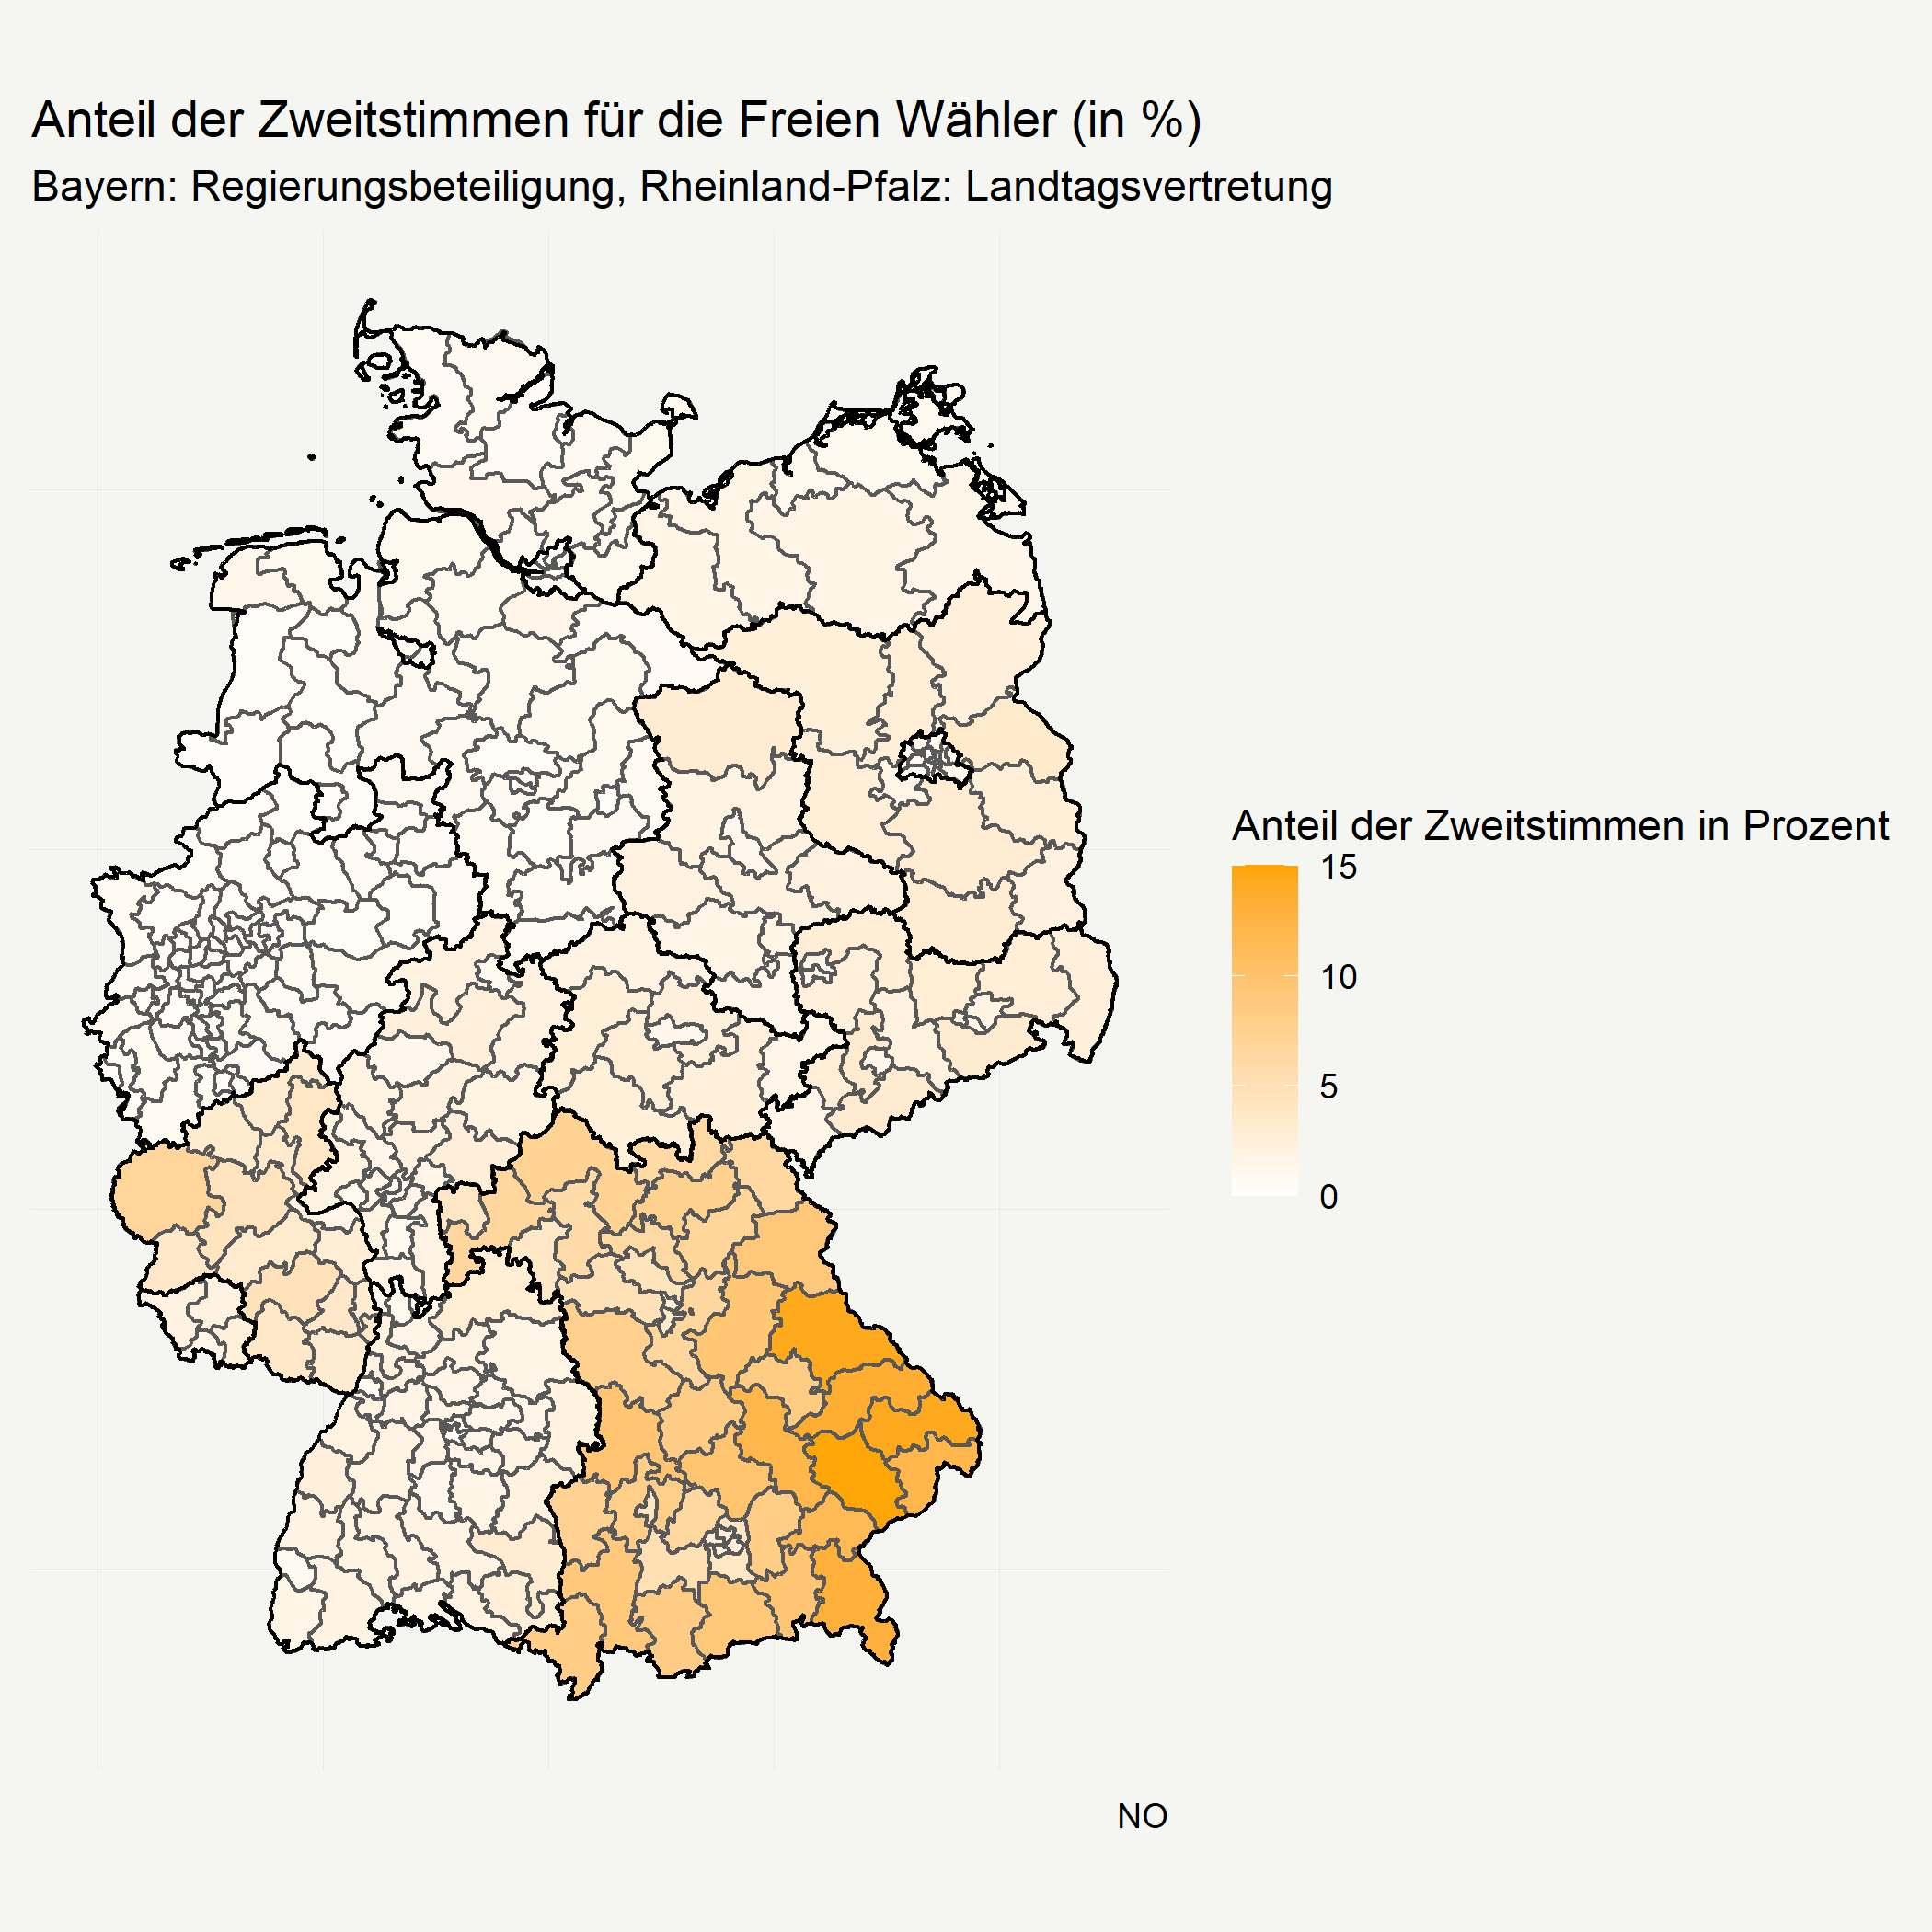 Anteil der Zweitstimmen für die Freien Wähler (in %)
Bayern: Regierungsbeteiligung, Rheinland-Pfalz: Landtagsvertretung
Anteil der Zweitstimmen in Prozent
15
10
5
0
NO